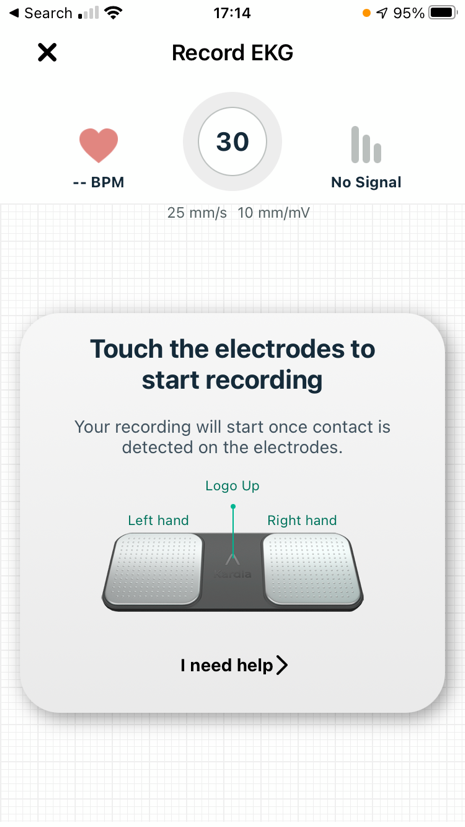 ◀ Search 17:14 95%
Record EKG
30
-- BPM
No Signal
25 mm/s 10 mm/mV
Touch the electrodes to
start recording
Your recording will start once contact is
detected on the electrodes.
Logo Up
Left hand Right hand
I need help